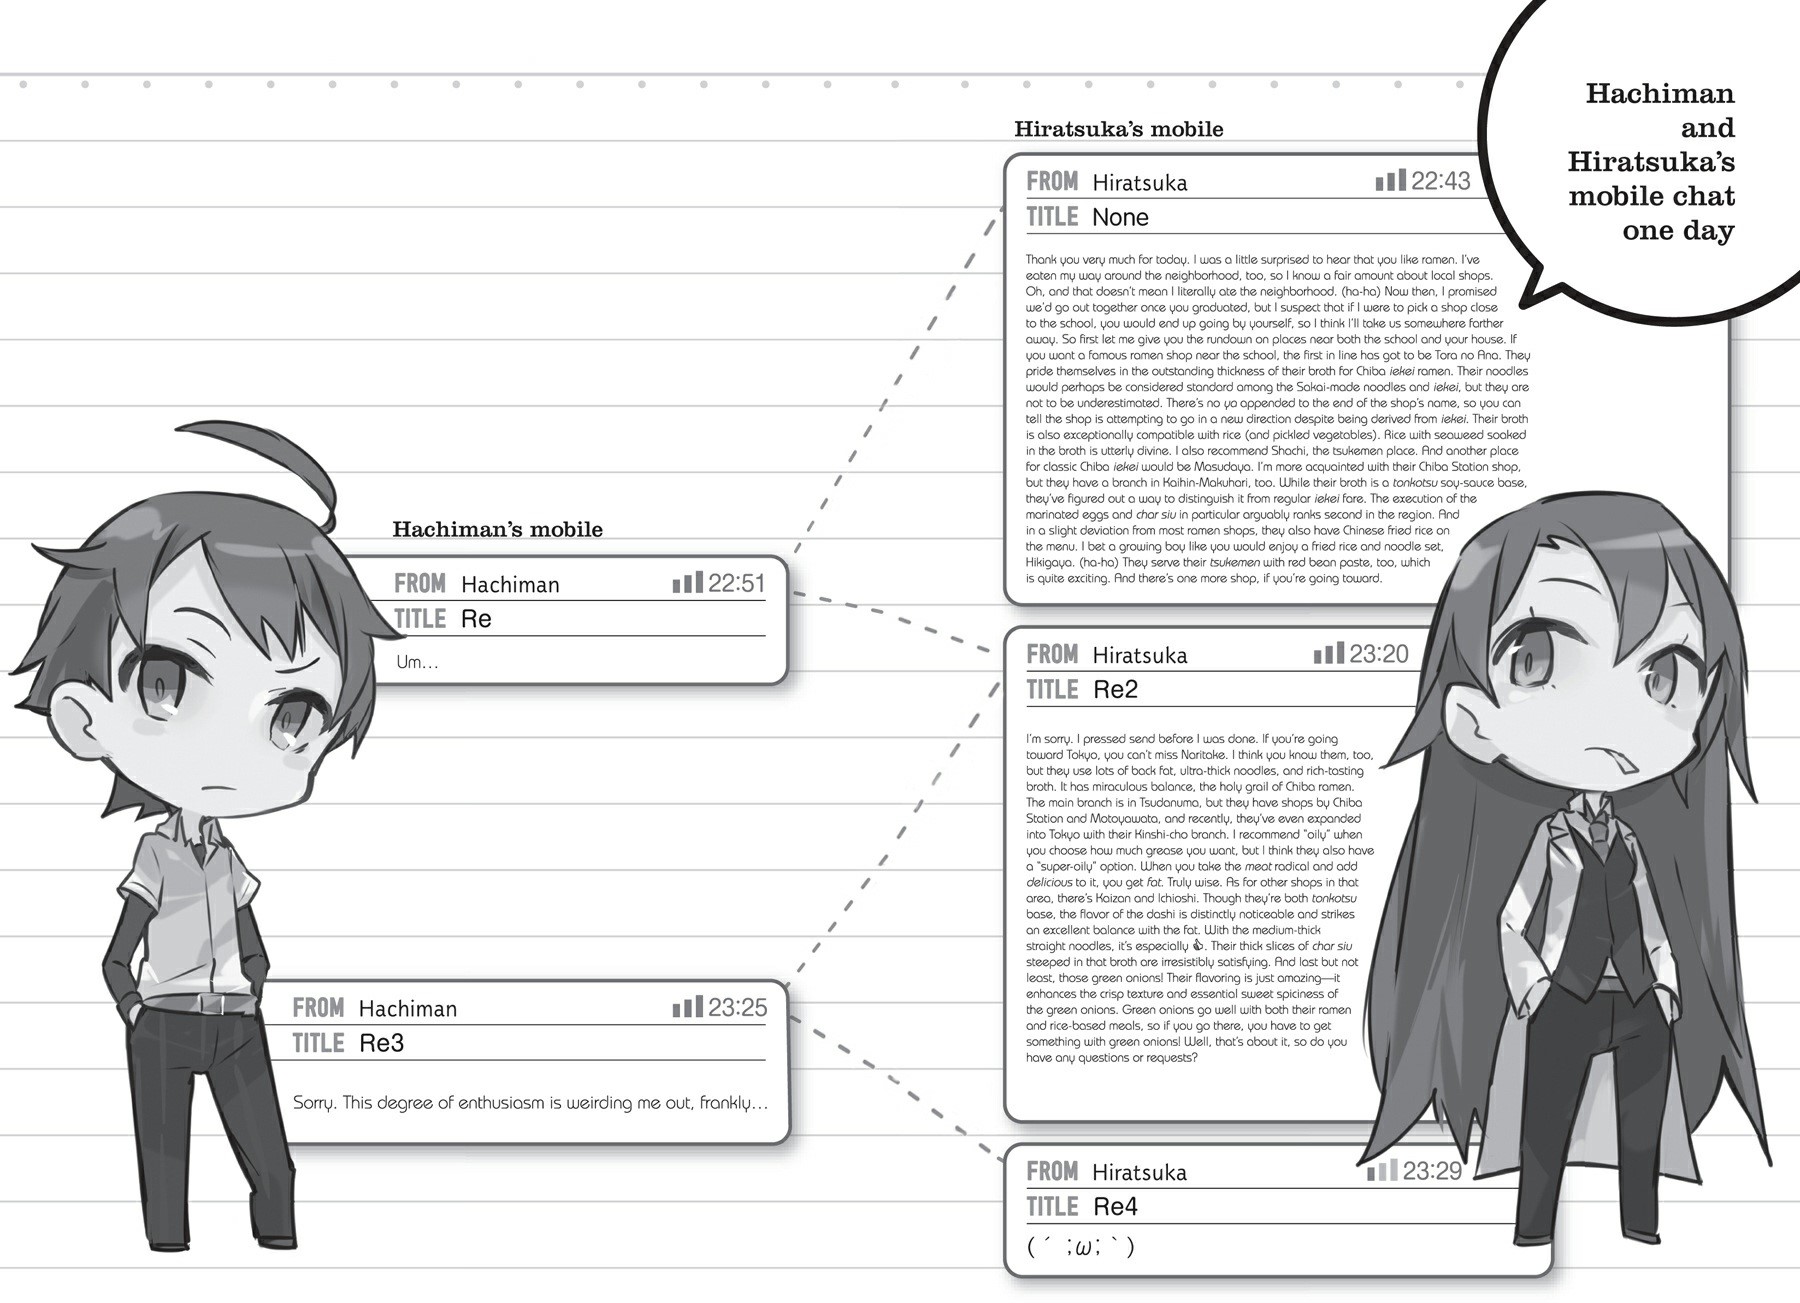 Hachiman
and
Hiratsuka’s
mobile chat
one day
Hiratsuka’s mobile
FROM Hiratsuka 22:43
TITLE None
Thank you very much for today. I was a little surprised to hear that you like ramen. I’ve
eaten my way around the neighborhood, too, so I know a fair amount about local shops.
Oh, and that doesn’t mean I literally ate the neighborhood. (ha-ha) Now then, I promised
we’d go out together once you graduated, but I suspect that if I were to pick a shop close
to the school, you would end up going by yourself, so I think I’ll take us somewhere farther
away. So first let me give you the rundown on places near both the school and your house. If
you want a famous ramen shop near the school, the first in line has got to be Tora no Ana. They
pride themselves in the outstanding thickness of their broth for Chiba iekei ramen. Their noodles
would perhaps be considered standard among the Sakai-made noodles and iekei, but they are
not to be underestimated. There’s no ya appended to the end of the shop’s name, so you can
tell the shop is attempting to go in a new direction despite being derived from iekei. Their broth
is also exceptionally compatible with rice (and pickled vegetables). Rice with seaweed soaked
in the broth is utterly divine. I also recommend Shachi, the tsukemen place. And another place
for classic Chiba iekei would be Masudaya. I’m more acquainted with their Chiba Station shop,
but they have a branch in Kaihin-Makuhari, too. While their broth is a tonkotsu soy-sauce base,
they’ve figured out a way to distinguish it from regular iekei fare. The execution of the
marinated eggs and char siu in particular arguably ranks second in the region. And
in a slight deviation from most ramen shops, they also have Chinese fried rice on
the menu. I bet a growing boy like you would enjoy a fried rice and noodle set,
Hikigaya. (ha-ha) They serve their tsukemen with red bean paste, too, which
is quite exciting. And there’s one more shop, if you’re going toward.
Hachiman’s mobile
FROM Hachiman 22:51
TITLE Re
Um…
FROM Hiratsuka 23:20
TITLE Re2
I’m sorry. I pressed send before I was done. If you’re going
toward Tokyo, you can’t miss Naritake. I think you know them, too,
but they use lots of back fat, ultra-thick noodles, and rich-tasting
broth. It has miraculous balance, the holy grail of Chiba ramen.
The main branch is in Tsudanuma, but they have shops by Chiba
Station and Motoyawata, and recently, they’ve even expanded
into Tokyo with their Kinshi-cho branch. I recommend “oily” when
you choose how much grease you want, but I think they also have
a “super-oily” option. When you take the meat radical and add
delicious to it, you get fat. Truly wise. As for other shops in that
area, there’s Kaizan and Ichioshi. Though they’re both tonkotsu
base, the flavor of the dashi is distinctly noticeable and strikes
an excellent balance with the fat. With the medium-thick
straight noodles, it’s especially 👍. Their thick slices of char siu
steeped in that broth are irresistibly satisfying. And last but not
least, those green onions! Their flavoring is just amazing—it
enhances the crisp texture and essential sweet spiciness of
the green onions. Green onions go well with both their ramen
and rice-based meals, so if you go there, you have to get
something with green onions! Well, that’s about it, so do you
have any questions or requests?
FROM Hachiman 23:25
TITLE Re3
Sorry. This degree of enthusiasm is weirding me out, frankly…
FROM Hiratsuka 23:29
TITLE Re4
(´;ω;`)